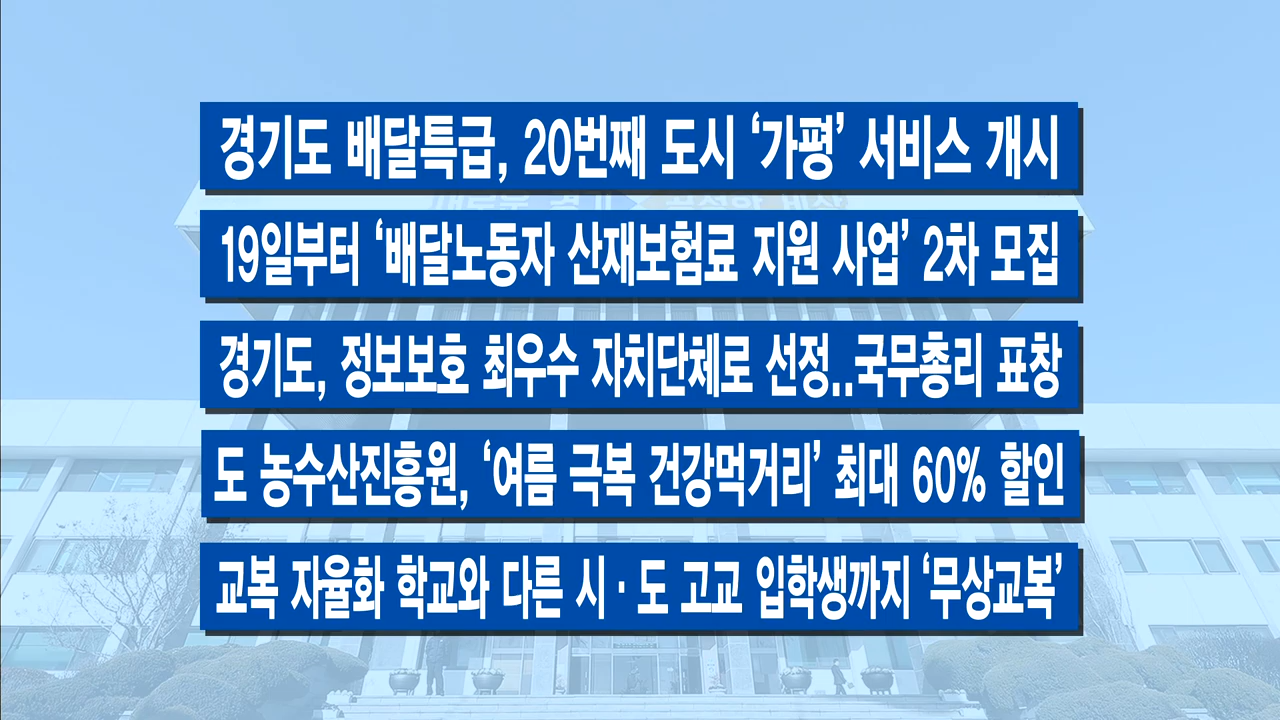 경기도 배달특급, 20번째 도시 ‘가평’ 서비스 개시
19일부터 ‘배달노동자 산재보험료 지원 사업’ 2차 모집
경기도, 정보보호 최우수 자치단체로 선정..국무총리 표창
도 농수산진흥원, ‘여름 극복 건강먹거리’ 최대 60% 할인
교복 자율화 학교와 다른 시·도 고교 입학생까지 ‘무상교복’